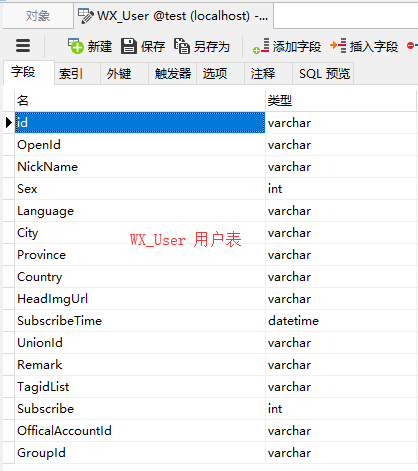 对象
WX_User @test (localhost) -...
新建 保存 另存为 添加字段 插入字段
字段 索引 外键 触发器 选项 注释 SQL 预览
名 类型
id varchar
OpenId varchar
NickName varchar
Sex int
Language varchar
City varchar
WX_User 用户表
Province varchar
Country varchar
HeadImgUrl varchar
SubscribeTime datetime
UnionId varchar
Remark varchar
TagidList varchar
Subscribe int
OfficalAccountId varchar
GroupId varchar